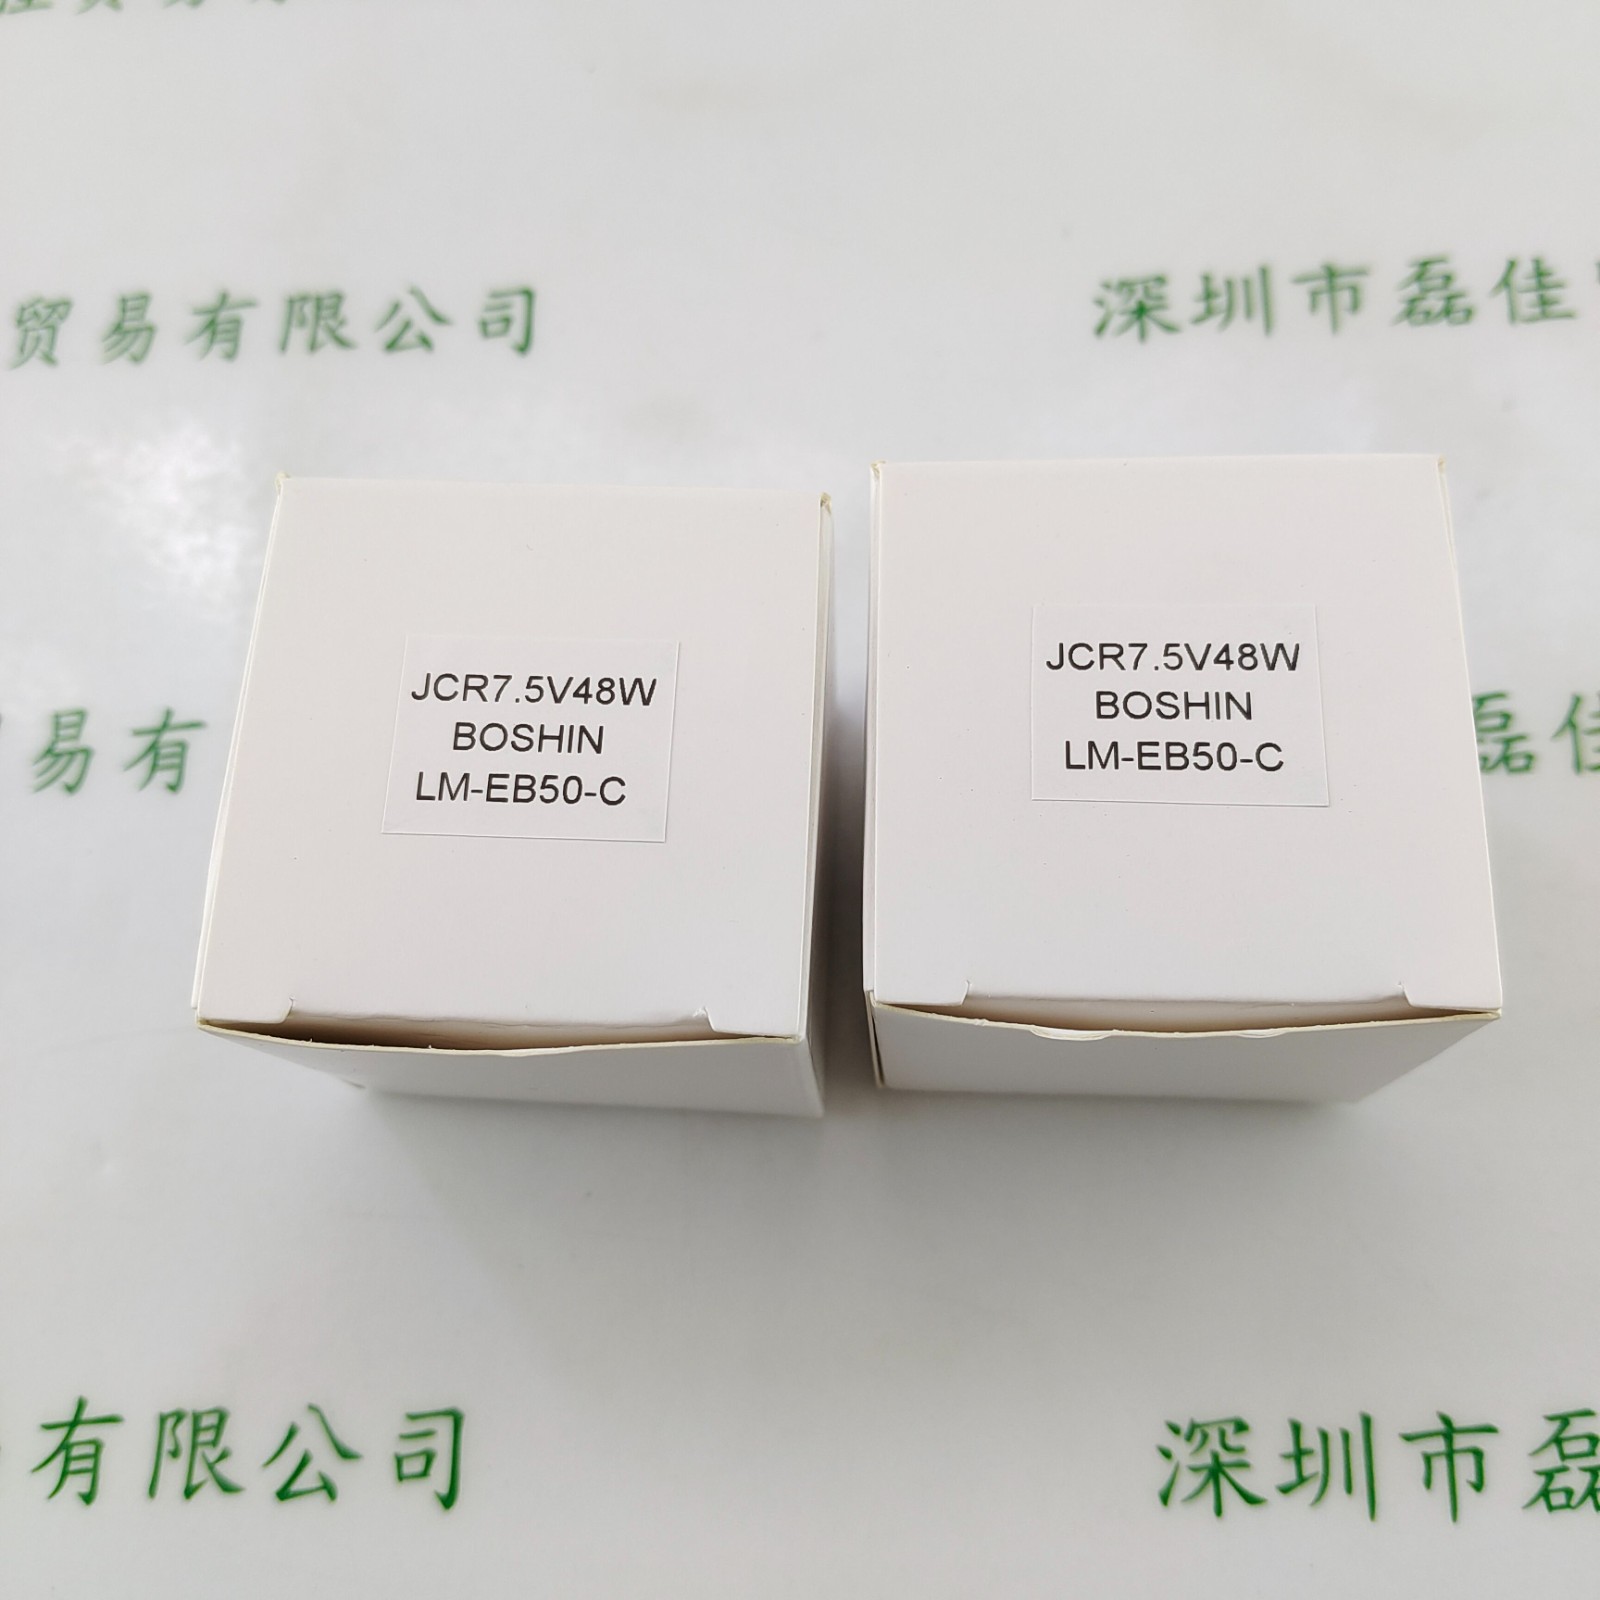 贸易有限公司
深圳市磊佳
JCR7.5V48W
BOSHIN
LM-EB50-C
JCR7.5V48W
BOSHIN
LM-EB50-C
易有
磊佳
有限公司
深圳市磊